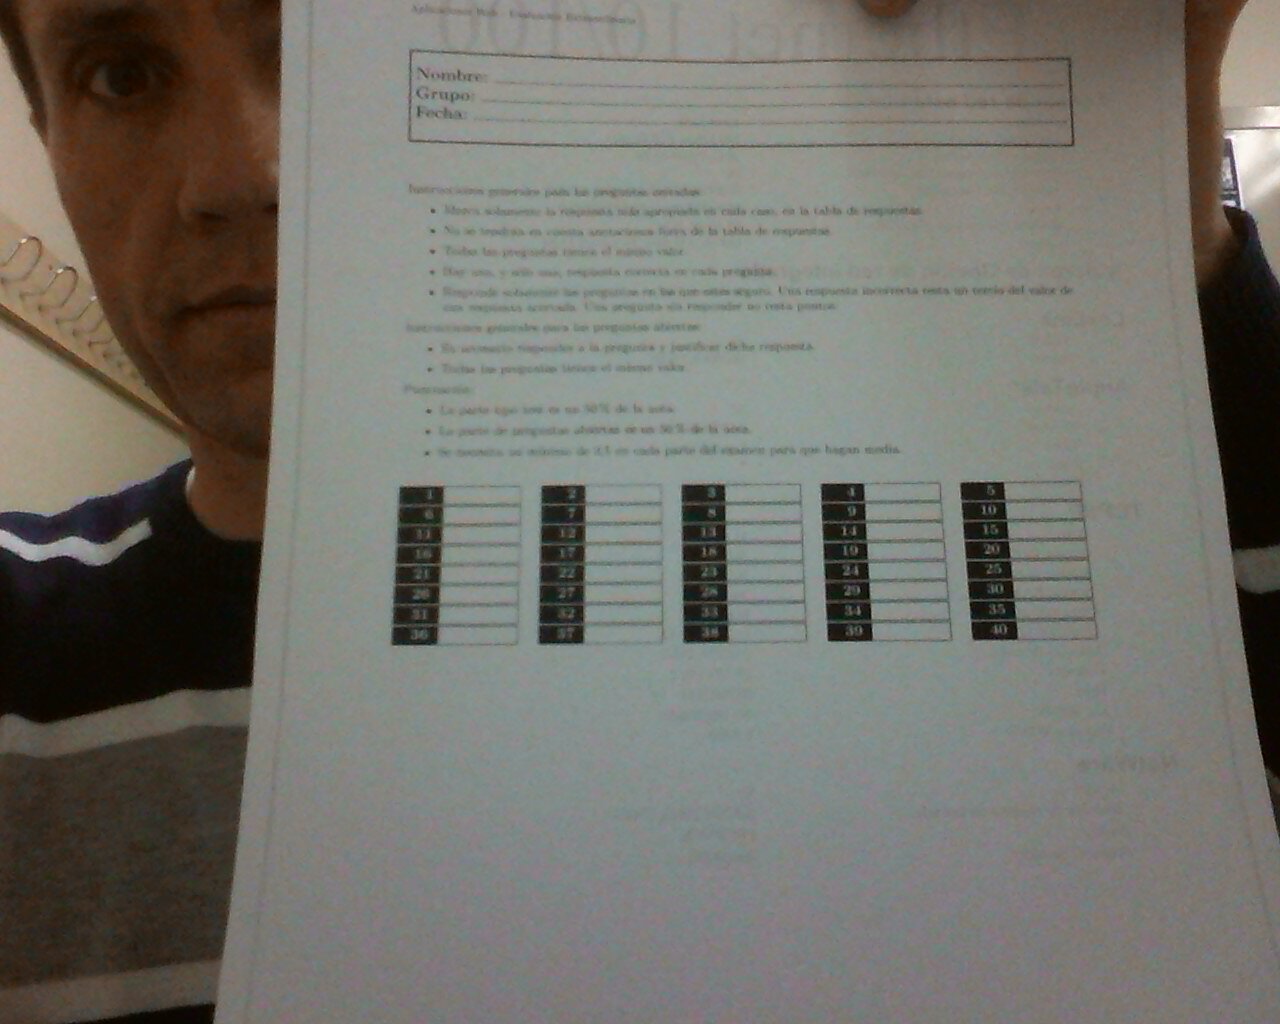 Aplicaciones Web - Evaluación Extraordinaria
Nombre:
Grupo:
Fecha:
Instrucciones generales para las preguntas cerradas:
• Marca solamente la respuesta más apropiada en cada caso, en la tabla de respuestas.
• No se tendrán en cuenta anotaciones fuera de la tabla de respuestas.
• Todas las preguntas tienen el mismo valor.
• Hay una, y sólo una, respuesta correcta en cada pregunta.
• Responde solamente las preguntas en las que estés seguro. Una respuesta incorrecta resta un tercio del valor de
una respuesta acertada. Una pregunta sin responder no resta puntos.
Instrucciones generales para las preguntas abiertas:
• Es necesario responder a la pregunta y justificar dicha respuesta.
• Todas las preguntas tienen el mismo valor.
Puntuación:
• La parte tipo test es un 50 % de la nota.
• La parte de preguntas abiertas es un 50 % de la nota.
• Se necesita un mínimo de en cada parte del examen para que hagan media.
1 2 3 4 5
6 7 8 9 10
11 12 13 14 15
16 17 18 19 20
21 22 23 24 25
26 27 28 29 30
31 32 33 34 35
36 37 38 39 40